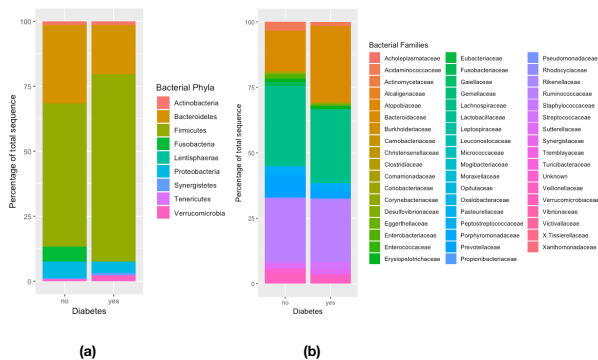 Percentage of total sequence
100
75
50
25
0
no
yes
Diabetes
Bacterial Phyla
Actinobacteria
Bacteroidetes
Firmicutes
Fusobacteria
Lentisphaerae
Proteobacteria
Synergistetes
Tenericutes
Verrucomicrobia
(a)
Percentage of total sequence
100
75
50
25
0
no
yes
Diabetes
Bacterial Families
Acholeplasmataceae
Acidaminococcaceae
Actinomycetaceae
Alcaligenaceae
Atopobiaceae
Bacteroidaceae
Burkholderiaceae
Carnobacteriaceae
Christensenellaceae
Clostridiaceae
Comamonadaceae
Coriobacteriaceae
Corynebacteriaceae
Desulfovibrionaceae
Eggerthellaceae
Enterobacteriaceae
Enterococcaceae
Erysipelotrichaceae
Eubacteriaceae
Fusobacteriaceae
Gaiellaceae
Gemellaceae
Lachnospiraceae
Lactobacillaceae
Leptospiraceae
Leuconostocaceae
Micrococcaceae
Mogibacteriaceae
Moraxellaceae
Opitutaceae
Oxalobacteraceae
Pasteurellaceae
Peptostreptococcaceae
Porphyromonadaceae
Prevotellaceae
Propionibacteriaceae
Pseudomonadaceae
Rhodocyclaceae
Rikenellaceae
Ruminococcaceae
Staphylococcaceae
Streptococcaceae
Sutterellaceae
Synergistaceae
Tremblayaceae
Turicibacteraceae
Unknown
Veillonellaceae
Verrucomicrobiaceae
Vibrionaceae
Victivallaceae
X.Tissierellaceae.
Xanthomonadaceae
(b)